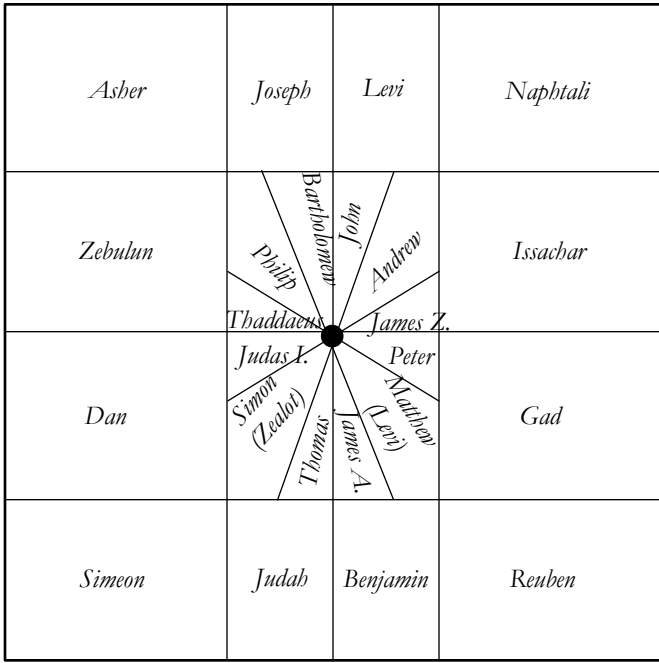 Asher
Joseph
Levi
Naphtali
Zebulun
Philip
Bartholomew
John
Andrew
Issachar
Thaddaeus
James Z.
Judas I.
Peter
Dan
Simon
(Zealot)
Thomas
James A.
Matthew
(Levi)
Gad
Simeon
Judah
Benjamin
Reuben